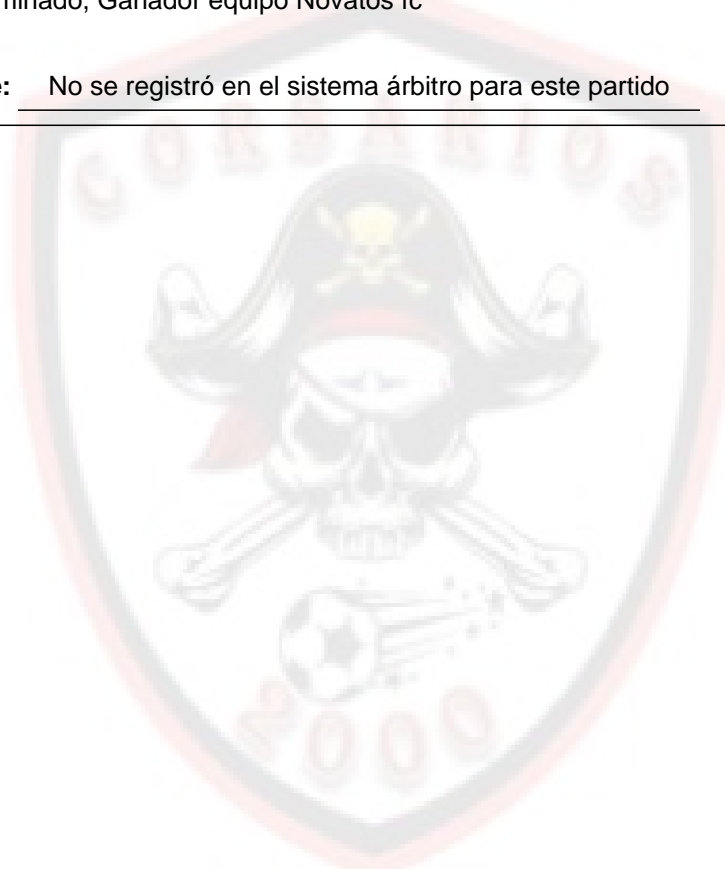 minado, Ganador equipo Novatos fc
e: No se registró en el sistema árbitro para este partido
CORSARIOS
2000